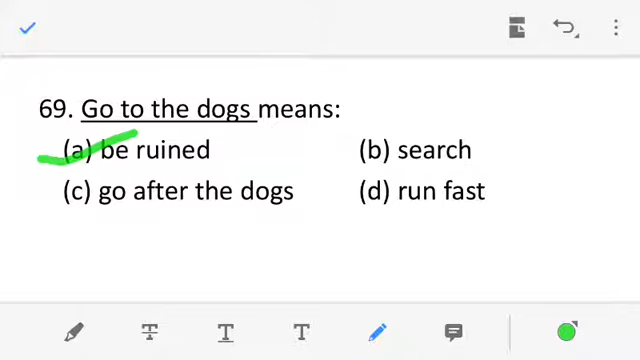 69. Go to the dogs means:
(a) be ruined (b) search
(c) go after the dogs (d) run fast